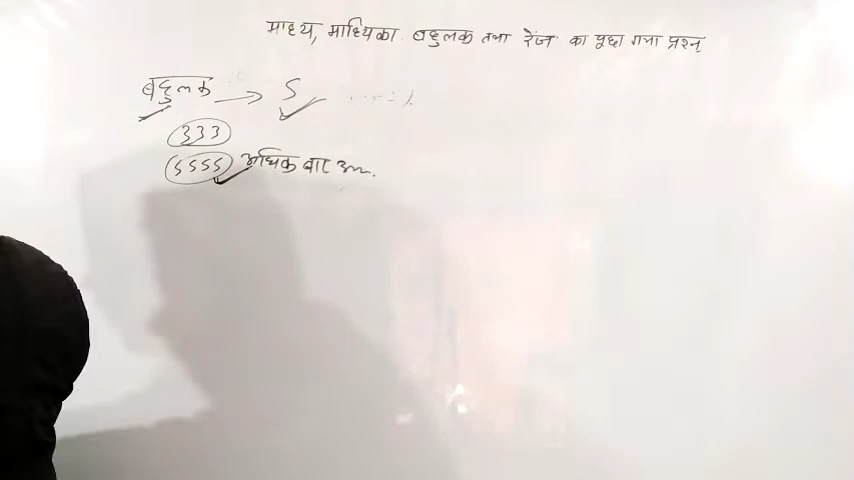 माध्य, माध्यिका बहुलक तथा रेंज का पूछा गया प्रश्न
बहुलक → 5
333
5555 अधिक बार